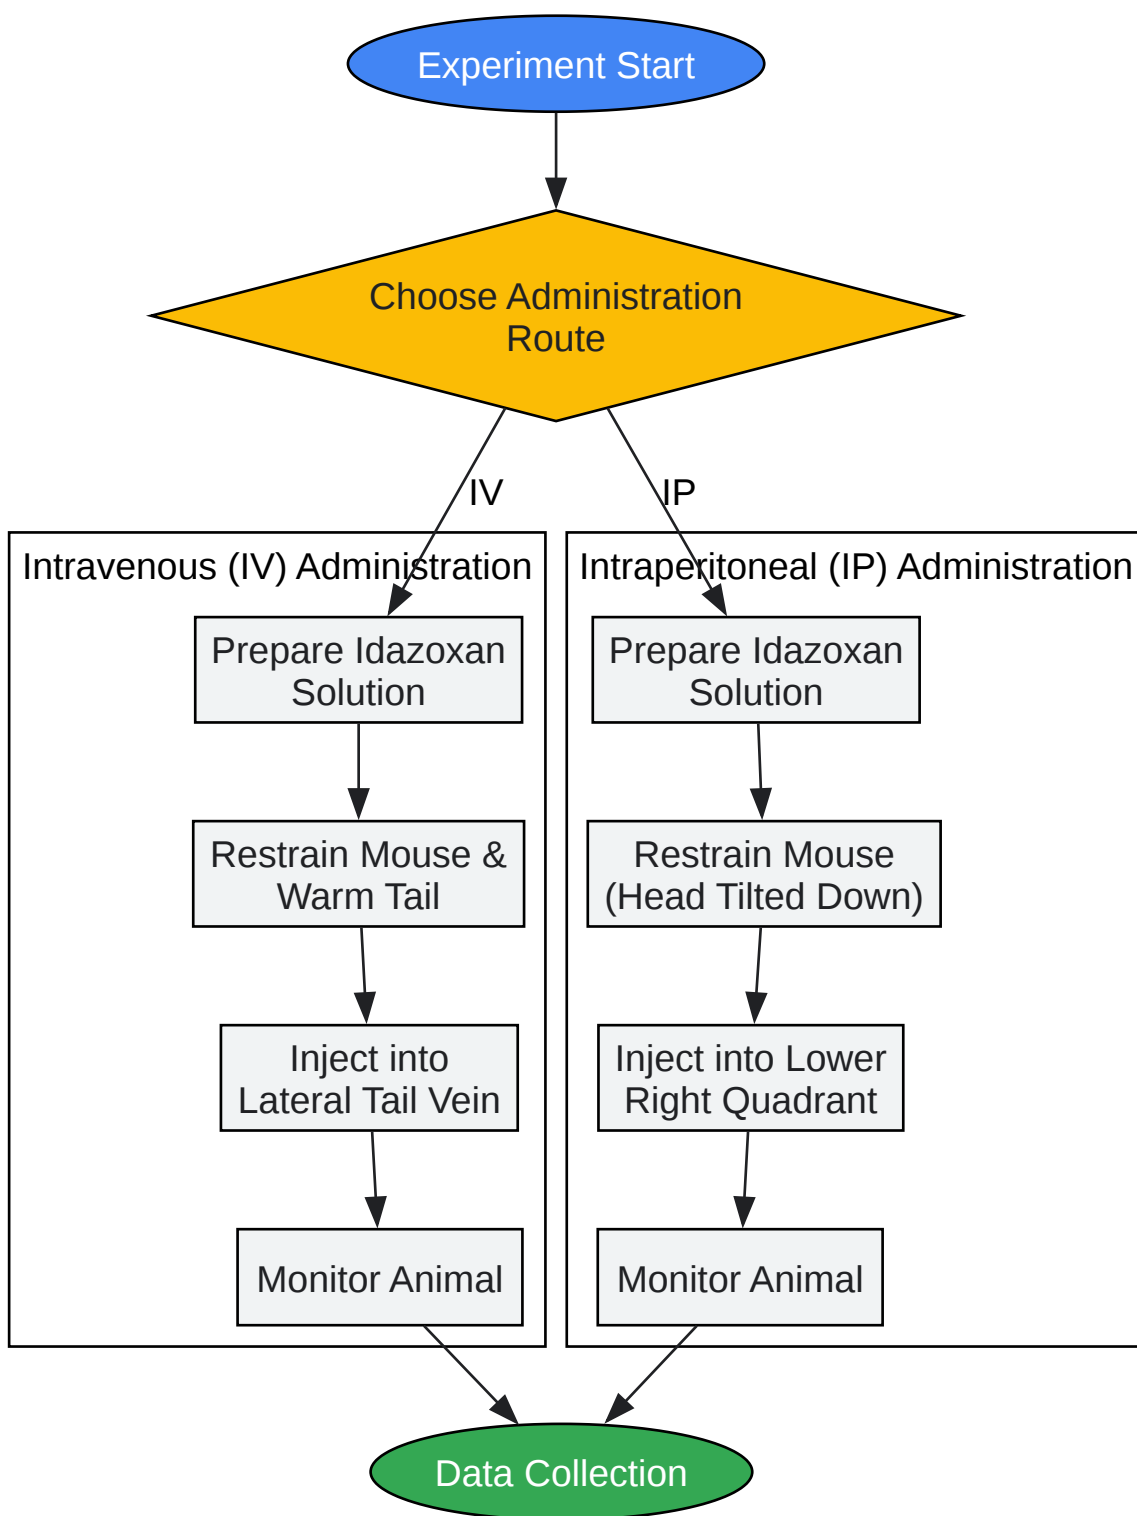 Experiment Start
Choose Administration
Route
IV
IP
Intravenous (IV) Administration
Prepare Idazoxan
Solution
Restrain Mouse &
Warm Tail
Inject into
Lateral Tail Vein
Monitor Animal
Intraperitoneal (IP) Administration
Prepare Idazoxan
Solution
Restrain Mouse
(Head Tilted Down)
Inject into Lower
Right Quadrant
Monitor Animal
Data Collection